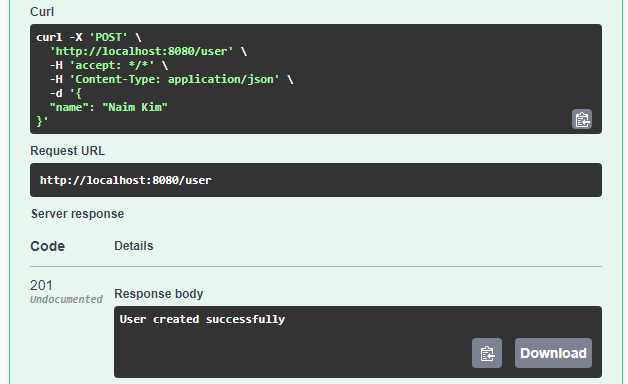 Curl
curl -X 'POST' \
  'http://localhost:8080/user' \
  -H 'accept: */*' \
  -H 'Content-Type: application/json' \
  -d '{
  "name": "Naim Kim"
}'
Request URL
http://localhost:8080/user
Server response
Code Details
201
Undocumented
Response body
User created successfully
Download